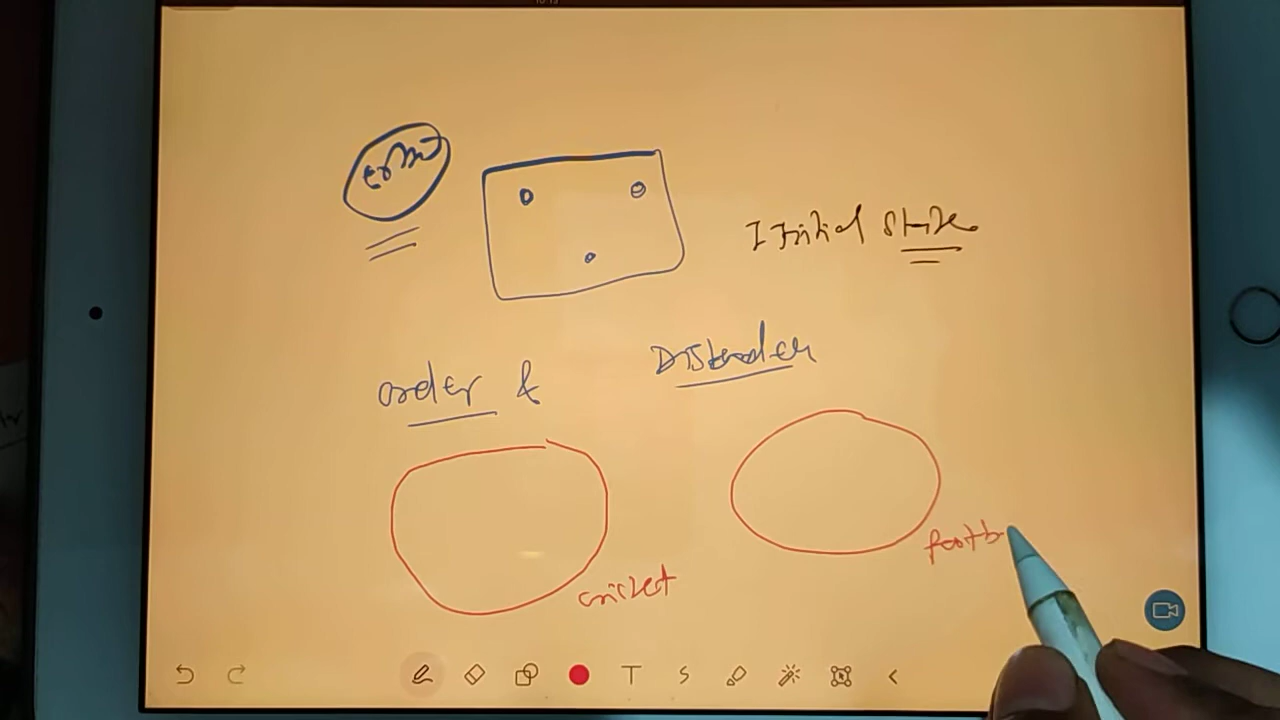 Initial State
order & Disorder
cricket
footb
T